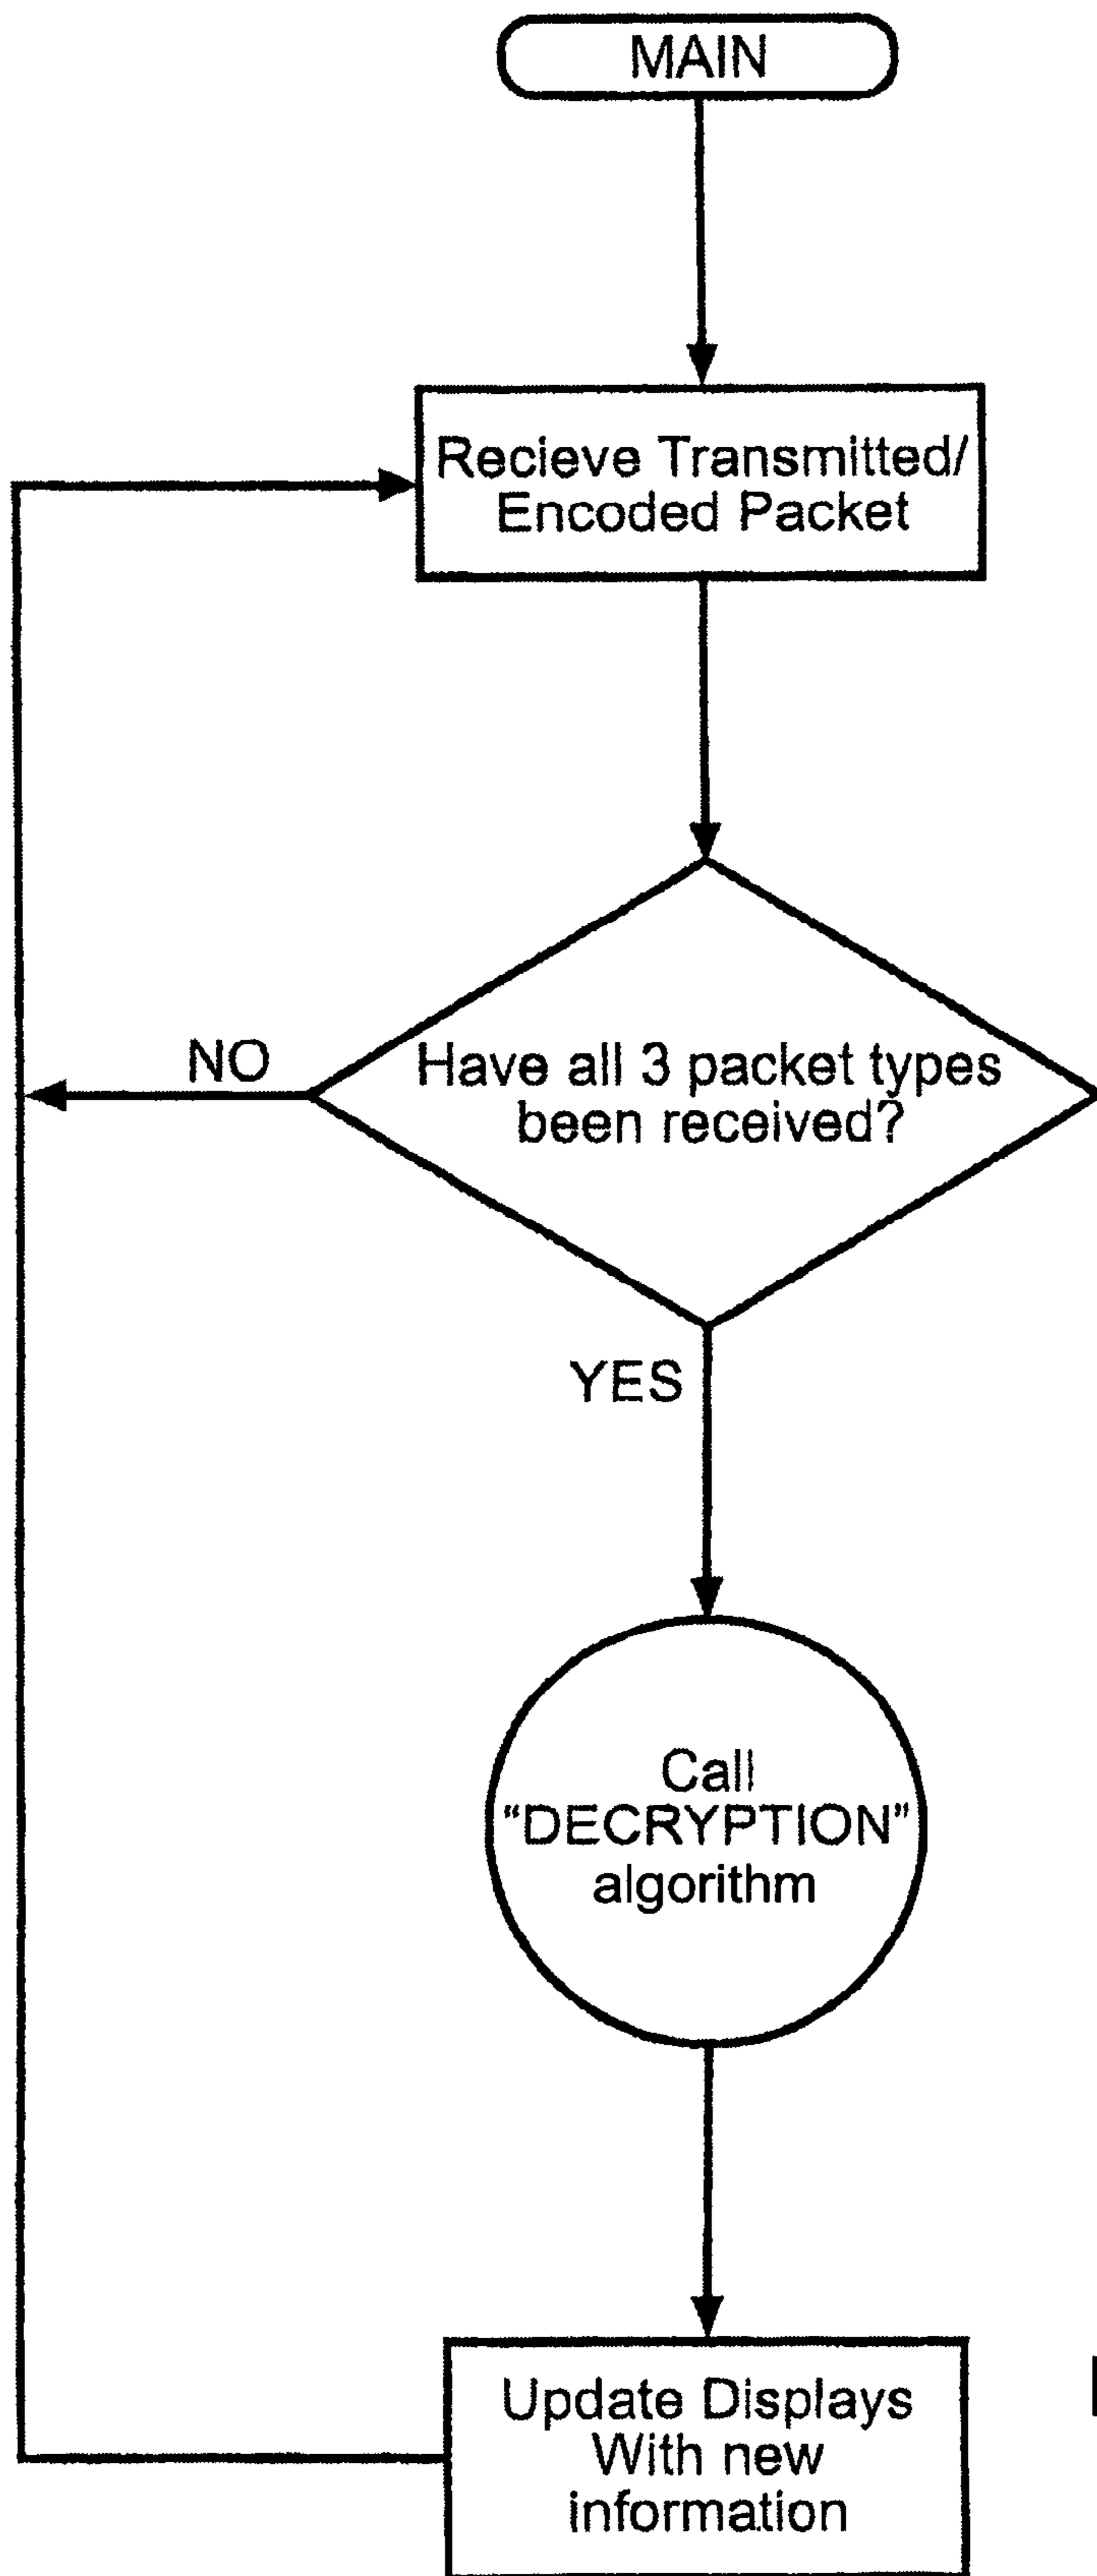 MAIN
Recieve Transmitted/
Encoded Packet
NO
Have all 3 packet types
been received?
YES
Call
“DECRYPTION”
algorithm
Update Displays
With new
information